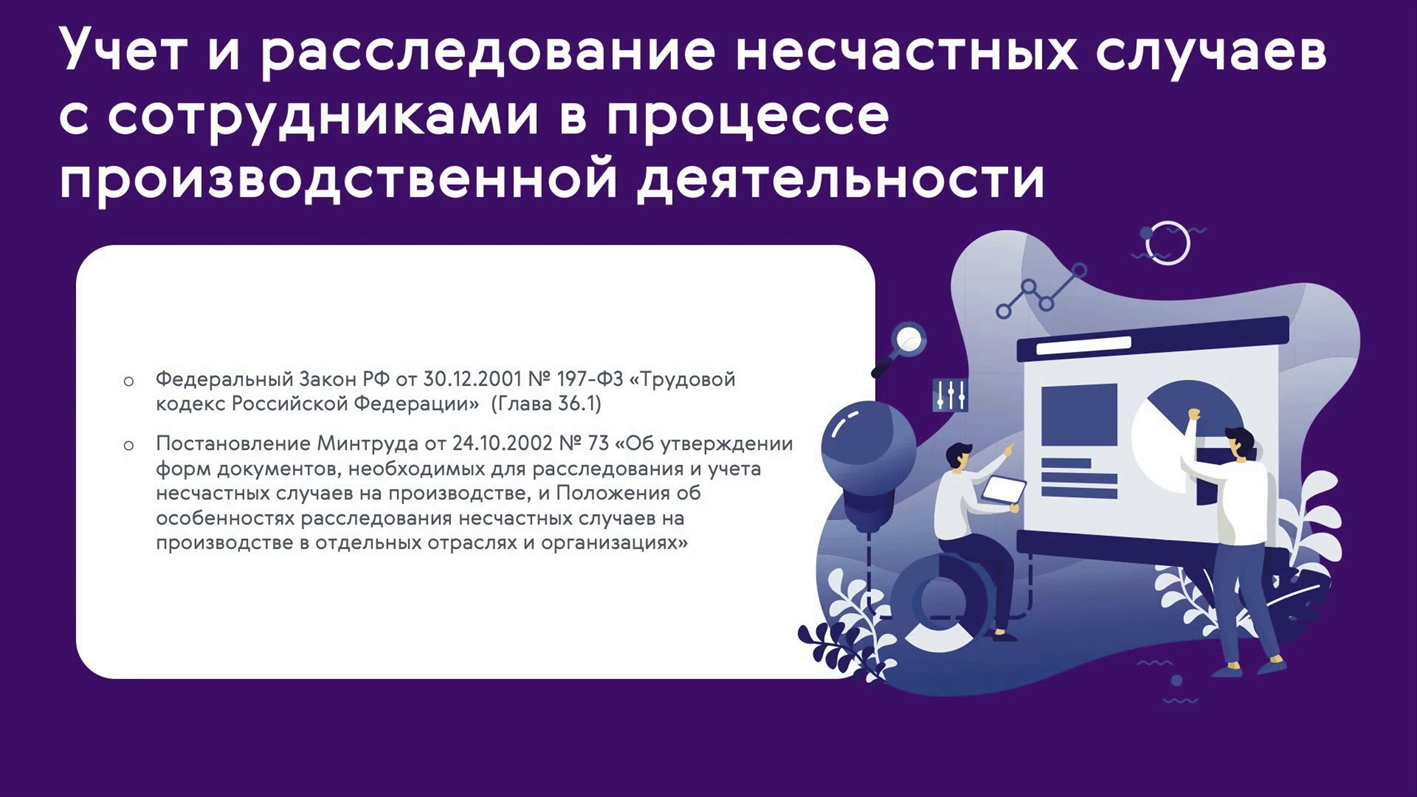 Учет и расследование несчастных случаев
с сотрудниками в процессе
производственной деятельности
Федеральный Закон РФ от 30.12.2001 № 197-ФЗ «Трудовой
кодекс Российской Федерации» (Глава 36.1)
Постановление Минтруда от 24.10.2002 № 73 «Об утверждении
форм документов, необходимых для расследования и учета
несчастных случаев на производстве, и Положения об
особенностях расследования несчастных случаев на
производстве в отдельных отраслях и организациях»